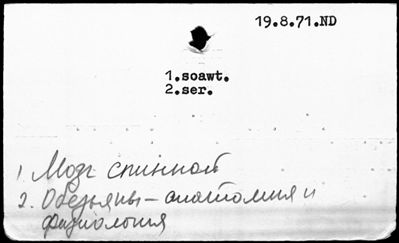 19.8.71.ND
1.soawt.
2.ser.
1. Мозг спинной
2. Обезьяны – анатомия и
физиология